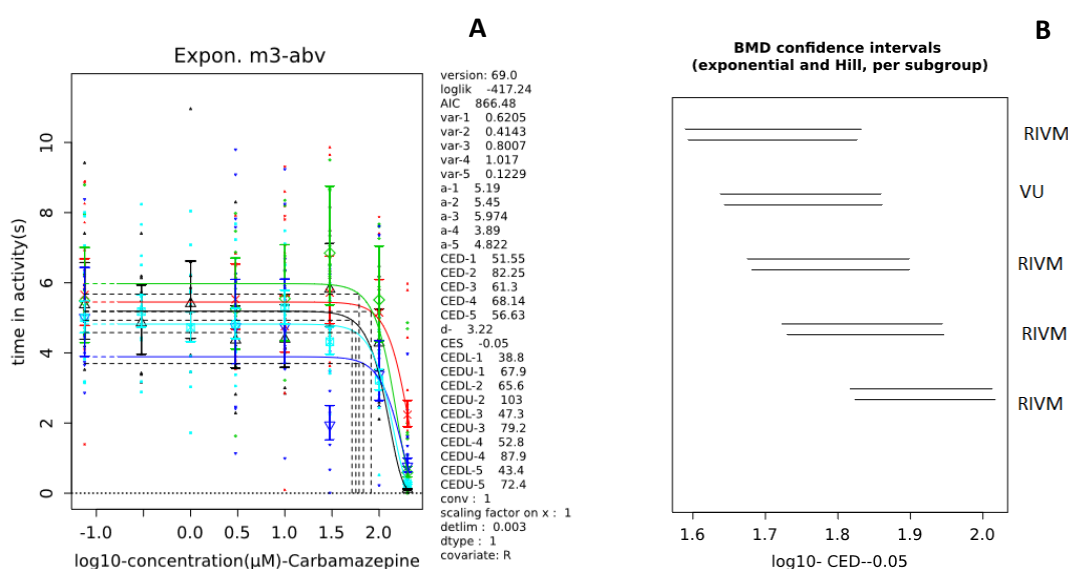 A
Expon. m3-abv
time in activity(s)
0
2
4
6
8
10
-1.0
0.0
0.5
1.0
1.5
2.0
log10-concentration(μM)-Carbamazepine
version: 69.0
loglik -417.24
AIC 866.48
var-1 0.6205
var-2 0.4143
var-3 0.8007
var-4 1.017
var-5 0.1229
a-1 5.19
a-2 5.45
a-3 5.974
a-4 3.89
a-5 4.822
CED-1 51.55
CED-2 82.25
CED-3 61.3
CED-4 68.14
CED-5 56.63
d- 3.22
CES -0.05
CEDL-1 38.8
CEDU-1 67.9
CEDL-2 65.6
CEDU-2 103
CEDL-3 47.3
CEDU-3 79.2
CEDL-4 52.8
CEDU-4 87.9
CEDL-5 43.4
CEDU-5 72.4
conv : 1
scaling factor on x : 1
detlim : 0.003
dtype : 1
covariate: R
B
BMD confidence intervals
(exponential and Hill, per subgroup)
RIVM
VU
RIVM
RIVM
RIVM
1.6
1.7
1.8
1.9
2.0
log10- CED--0.05